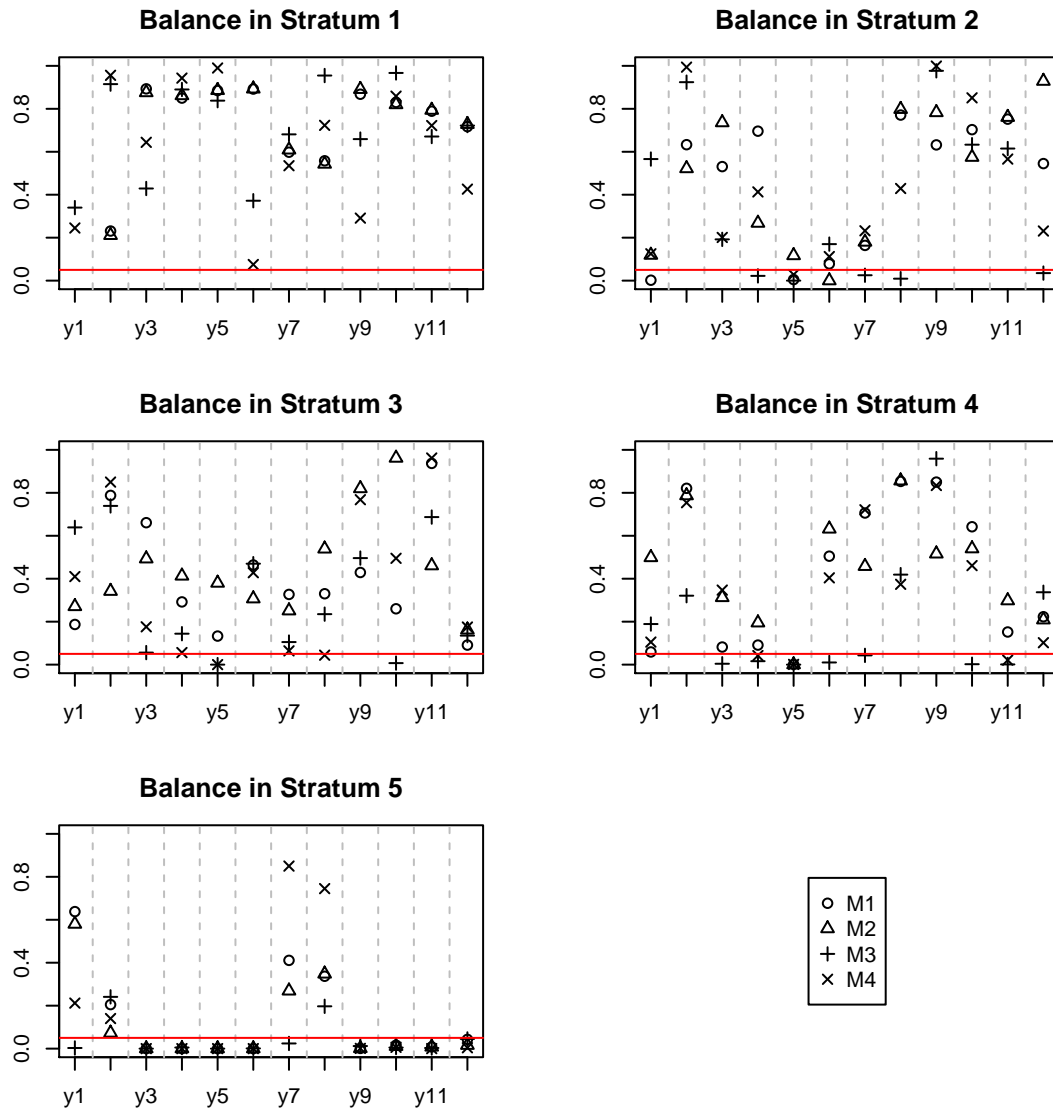 Balance in Stratum 1
0.0 0.4 0.8
y1 y3 y5 y7 y9 y11
Balance in Stratum 2
0.0 0.4 0.8
y1 y3 y5 y7 y9 y11
Balance in Stratum 3
0.0 0.4 0.8
y1 y3 y5 y7 y9 y11
Balance in Stratum 4
0.0 0.4 0.8
y1 y3 y5 y7 y9 y11
Balance in Stratum 5
0.0 0.4 0.8
y1 y3 y5 y7 y9 y11
M1
M2
M3
M4